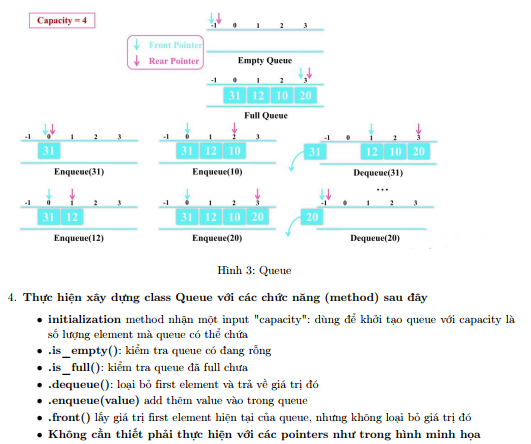 Capacity = 4
-1 0 1 2 3
Front Pointer
Rear Pointer
Empty Queue
-1 0 1 2 3
31 12 10 20
Full Queue
-1 0 1 2 3
31
Enqueue(31)
-1 0 1 2 3
31 12 10
Enqueue(10)
-1 0 1 2 3
31 12 10 20
Dequeue(31)
...
-1 0 1 2 3
31 12
Enqueue(12)
-1 0 1 2 3
31 12 10 20
Enqueue(20)
-1 0 1 2 3
20
Dequeue(20)
Hình 3: Queue
4. Thực hiện xây dựng class Queue với các chức năng (method) sau đây
• initialization method nhận một input "capacity": dùng để khởi tạo queue với capacity là
số lượng element mà queue có thể chứa
• .is_empty(): kiểm tra queue có đang rỗng
• .is_full(): kiểm tra queue đã full chưa
• .dequeue(): loại bỏ first element và trả về giá trị đó
• .enqueue(value) add thêm value vào trong queue
• .front() lấy giá trị first element hiện tại của queue, nhưng không loại bỏ giá trị đó
• Không cần thiết phải thực hiện với các pointers như trong hình minh họa